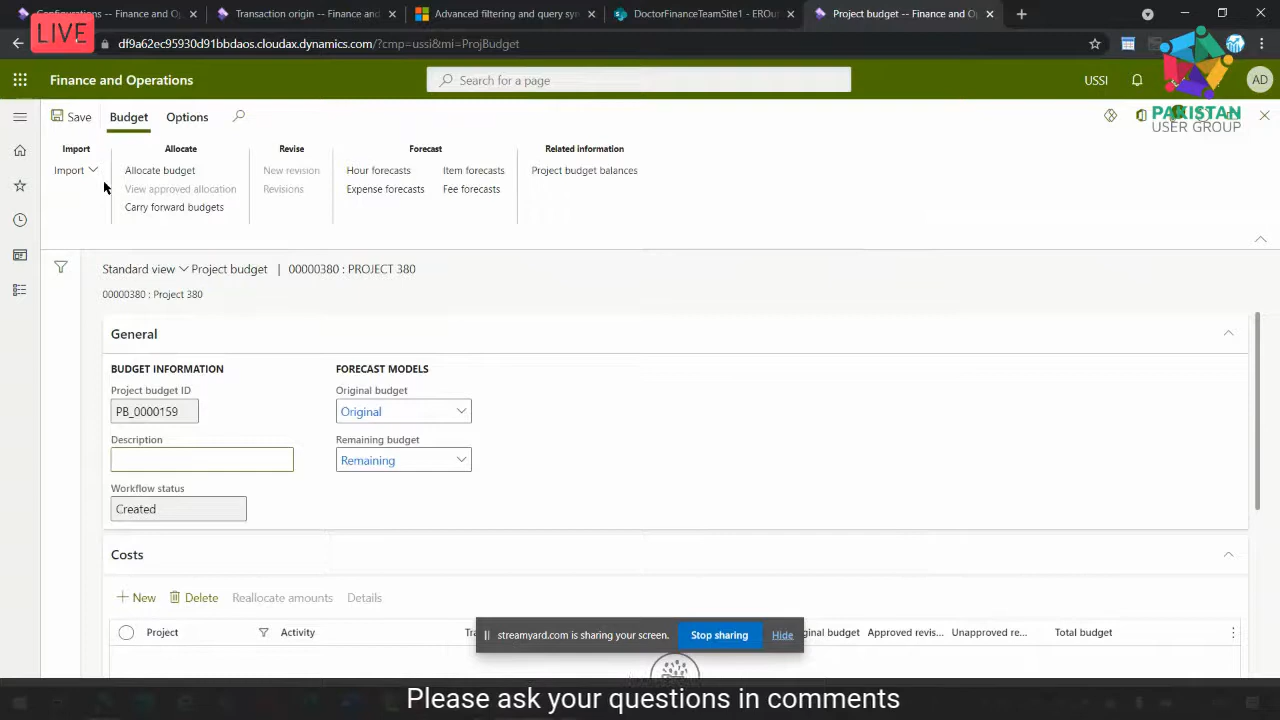 Transaction origin -- Finance and
Advanced filtering and query sy
DoctorFinanceTeamSite1 - EROu
Project budget -- Finance and Op
LIVE
df9a62ec95930d91bbdaos.cloudax.dynamics.com/?cmp=ussi&mi=ProjBudget
Finance and Operations
Search for a page
USSI
AD
PAKISTAN
USER GROUP
Save
Budget
Options
Import
Allocate
Revise
Forecast
Related information
Import
Allocate budget
New revision
Hour forecasts
Item forecasts
Project budget balances
View approved allocation
Revisions
Expense forecasts
Fee forecasts
Carry forward budgets
Standard view Project budget | 00000380 : PROJECT 380
00000380 : Project 380
General
BUDGET INFORMATION
FORECAST MODELS
Project budget ID
Original budget
PB_0000159
Original
Description
Remaining budget
Remaining
Workflow status
Created
Costs
New
Delete
Reallocate amounts
Details
streamyard.com is sharing your screen.
Stop sharing
Hide
Project
Activity
Tra
ginal budget
Approved revis...
Unapproved re...
Total budget
Please ask your questions in comments